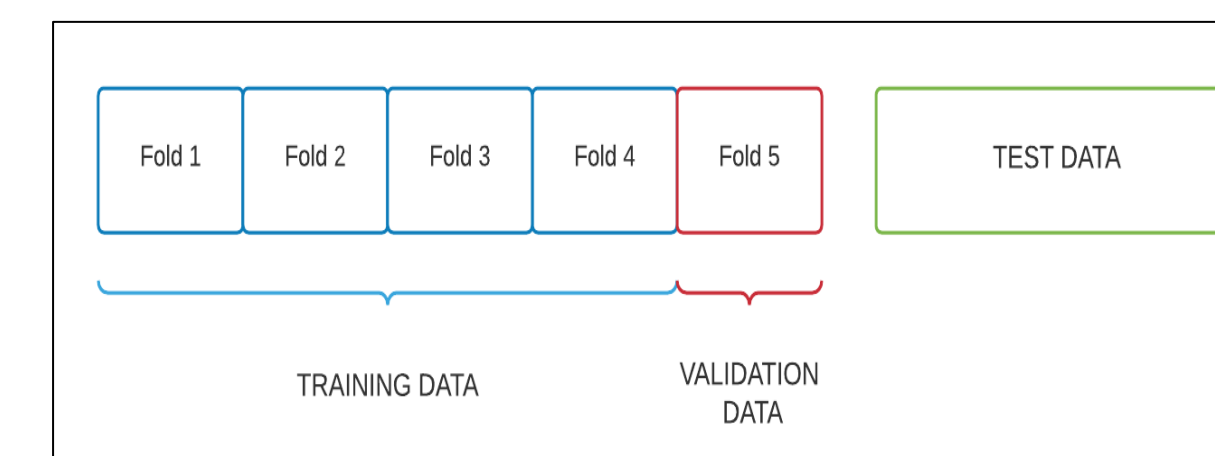 Fold 1
Fold 2
Fold 3
Fold 4
Fold 5
TEST DATA
TRAINING DATA
VALIDATION
DATA